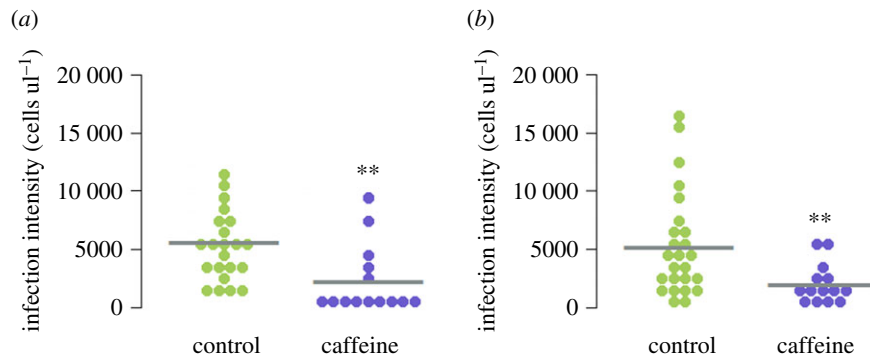 (a)
infection intensity (cells ul⁻¹)
20 000
15 000
10 000
5000
0
**
control
caffeine
(b)
infection intensity (cells ul⁻¹)
20 000
15 000
10 000
5000
0
**
control
caffeine